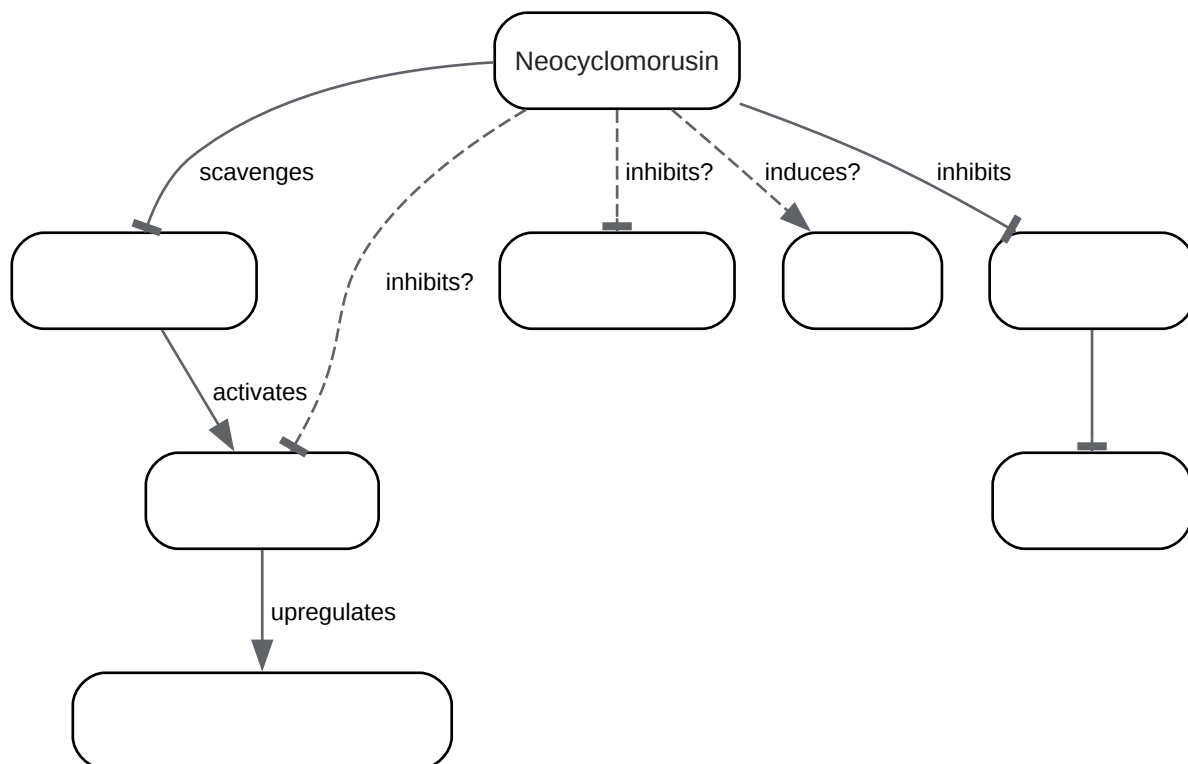 Neocyclomorusin
scavenges
inhibits?
induces?
inhibits
inhibits?
activates
upregulates